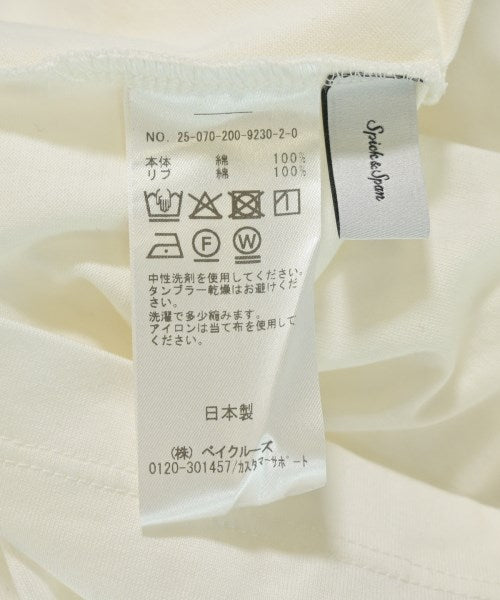 NO. 25-070-200-9230-2-0
本体 綿 100%
リブ 綿 100%
F W
中性洗剤を使用してください。
タンブラー乾燥はお避けくだ
さい。
洗濯で多少縮みます。
アイロンは当て布を使用して
ください。
日本製
(株) ベイクルーズ
0120-301457/カスタマーサポート
Spick&Span